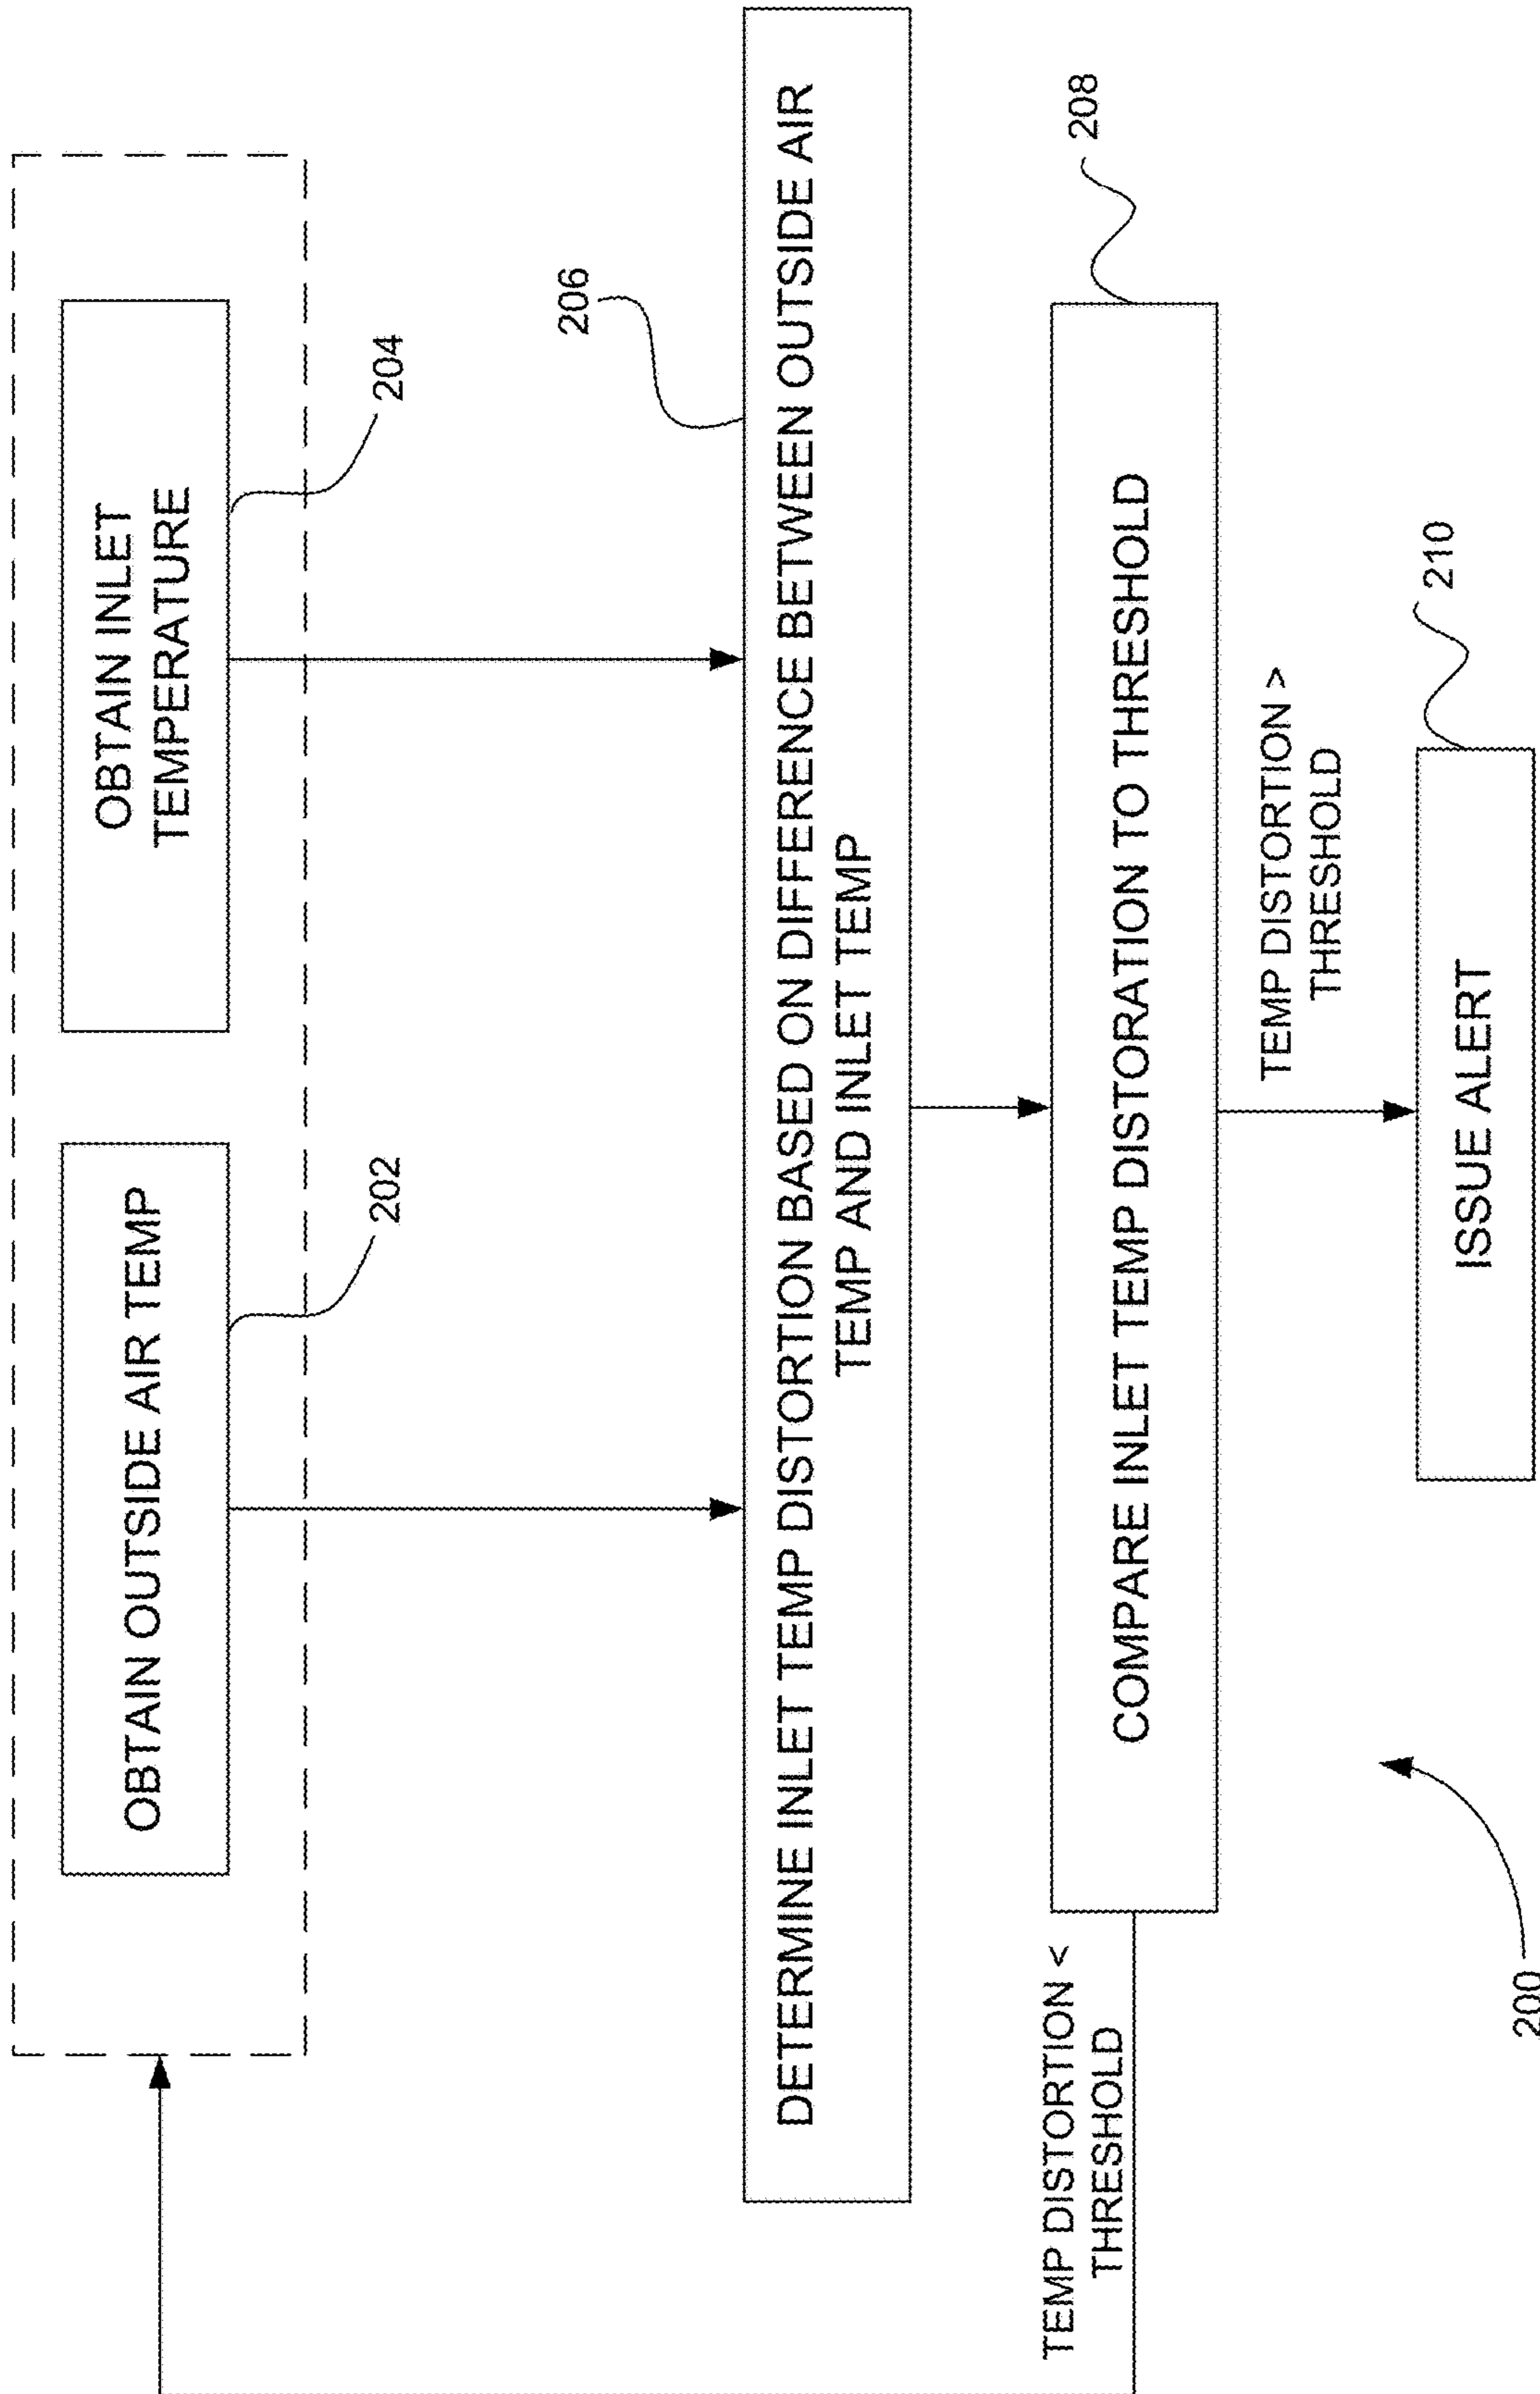 OBTAIN OUTSIDE AIR TEMP
202
OBTAIN INLET
TEMPERATURE
204
206
DETERMINE INLET TEMP DISTORTION BASED ON DIFFERENCE BETWEEN OUTSIDE AIR
TEMP AND INLET TEMP
TEMP DISTORTION <
THRESHOLD
COMPARE INLET TEMP DISTORATION TO THRESHOLD
208
TEMP DISTORTION >
THRESHOLD
ISSUE ALERT
210
200